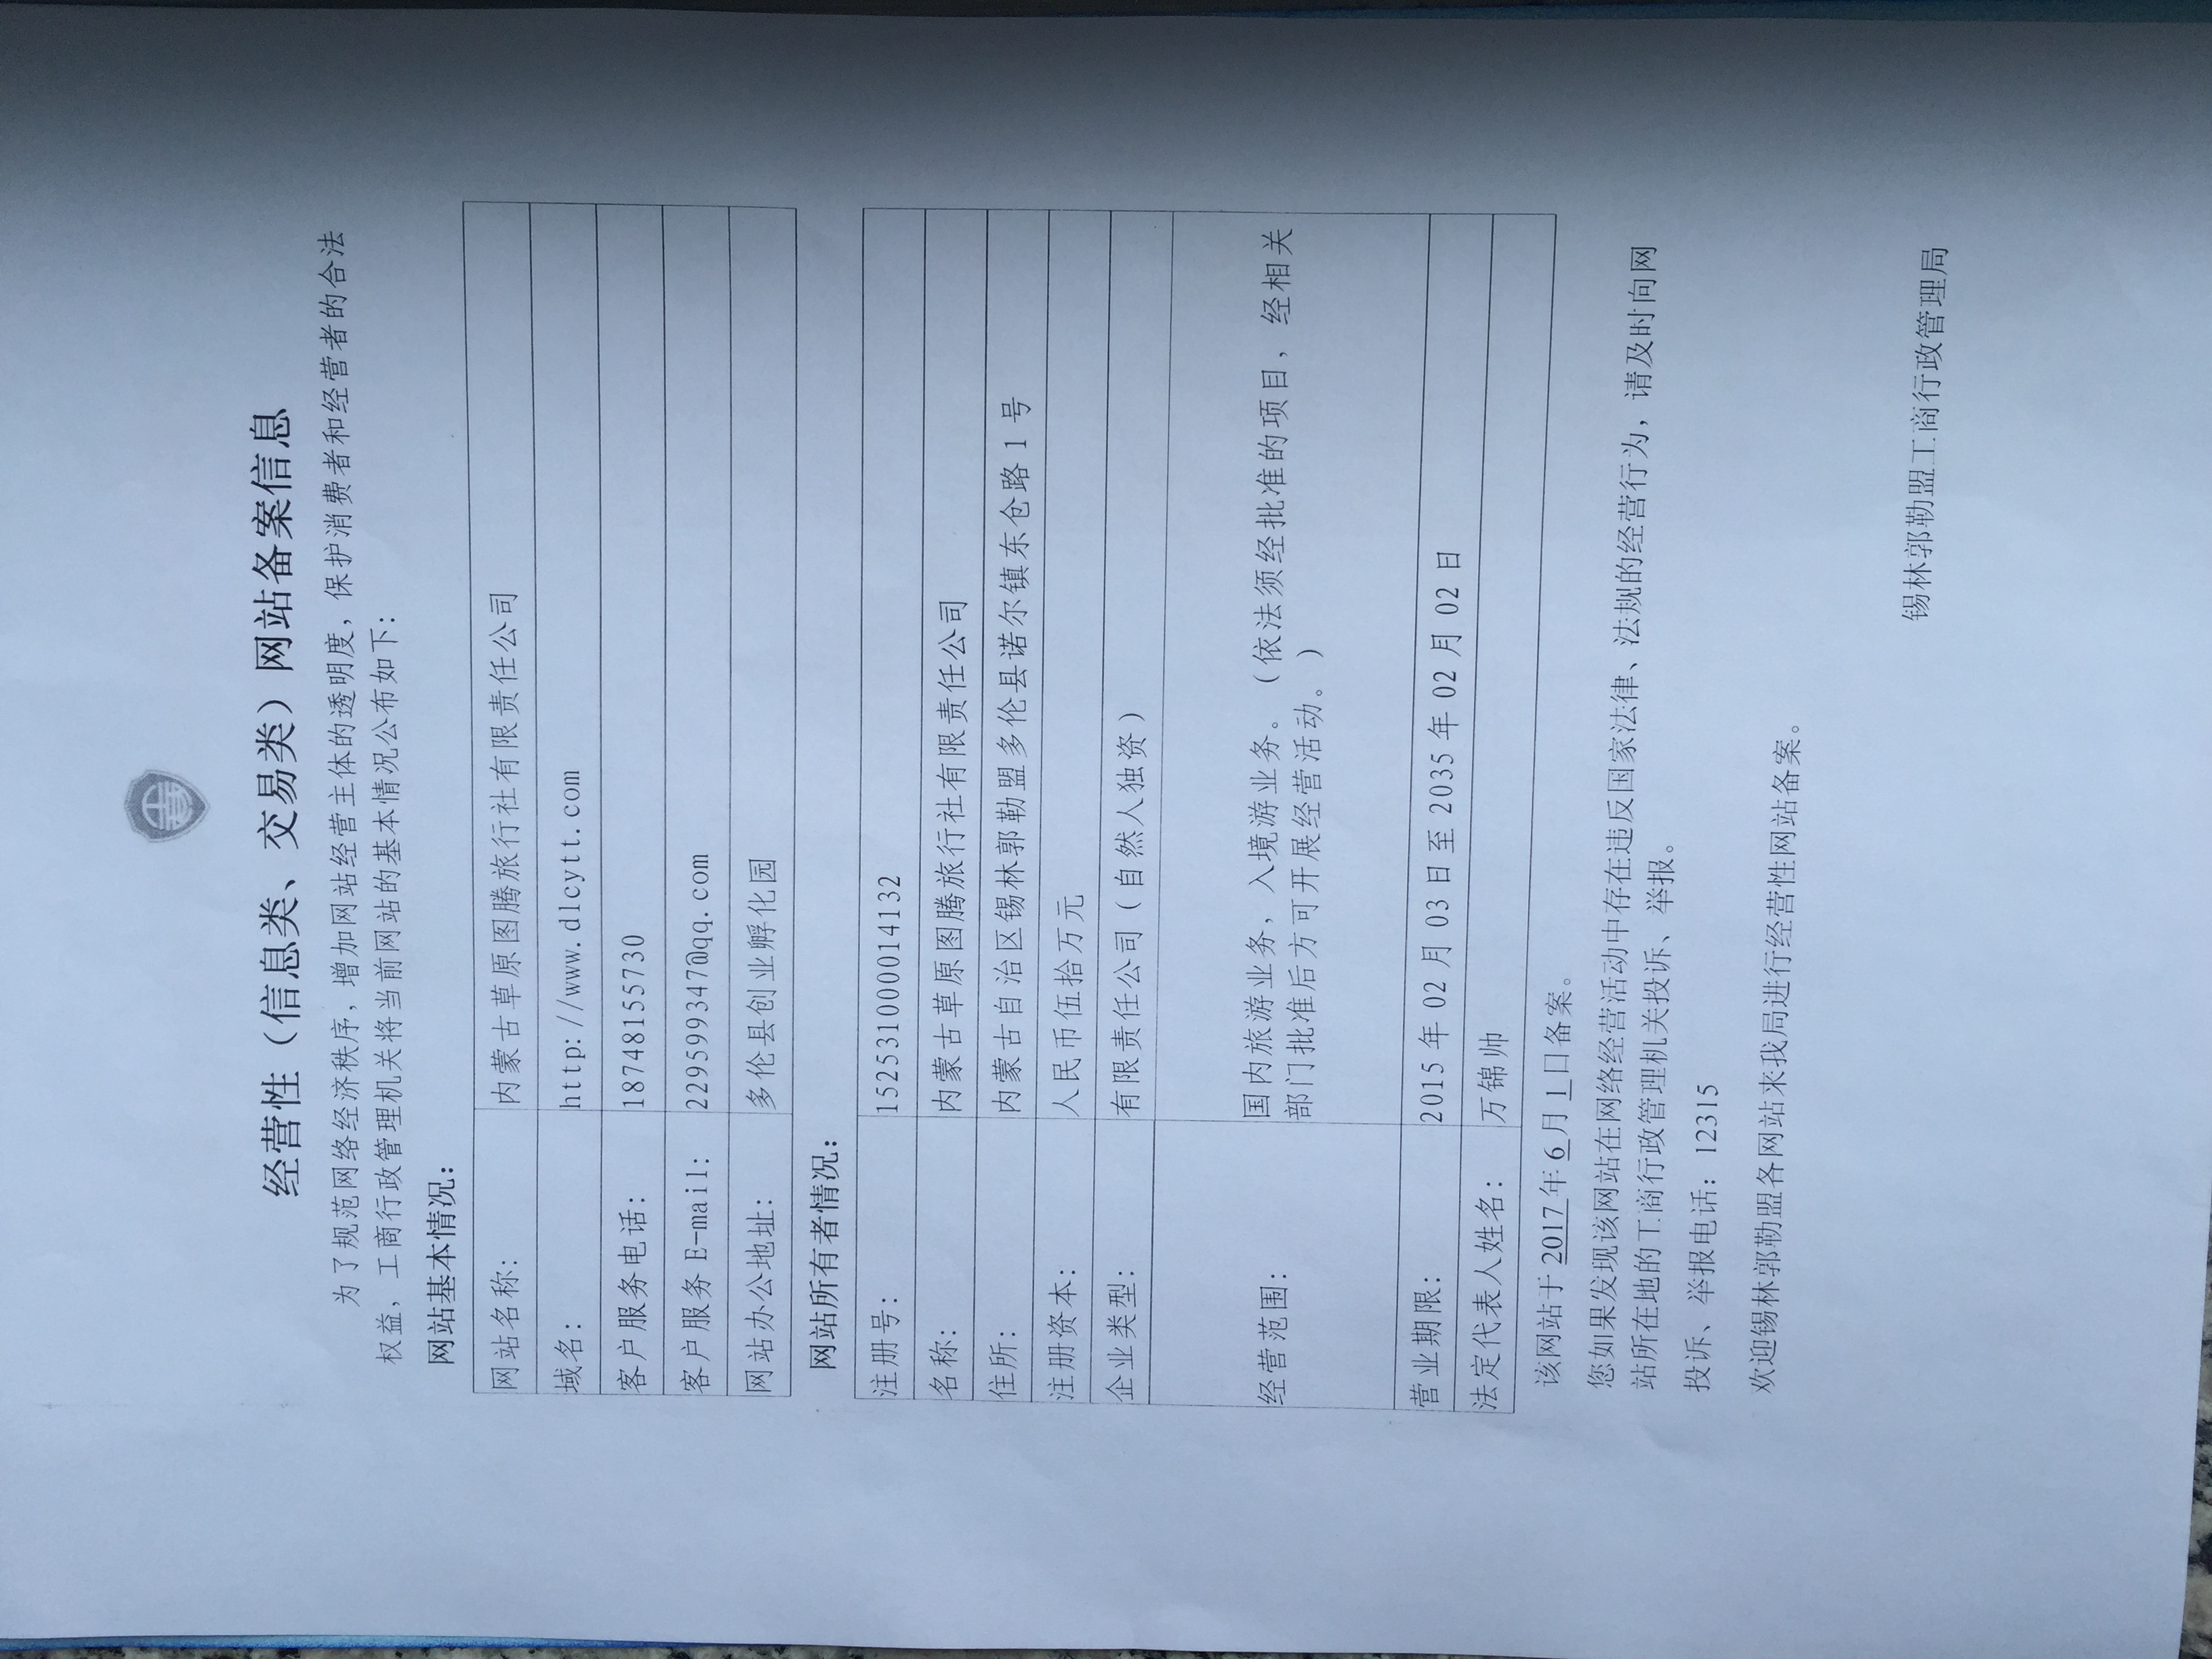 经营性（信息类、交易类）网站备案信息
为了规范网络经济秩序，增加网站经营主体的透明度，保护消费者和经营者的合法
权益，工商行政管理机关将当前网站的基本情况公布如下：
网站基本情况：
网站名称： 内蒙古草原图腾旅行社有限责任公司
域名： http://www.dlcytt.com
客户服务电话： 18748155730
客户服务 E-mail： 229599347@qq.com
网站办公地址： 多伦县创业孵化园
网站所有者情况：
注册号： 152531000014132
名称： 内蒙古草原图腾旅行社有限责任公司
住所： 内蒙古自治区锡林郭勒盟多伦县诺尔镇东仓路 1 号
注册资本： 人民币伍拾万元
企业类型： 有限责任公司（自然人独资）
经营范围： 国内旅游业务，入境游业务。（依法须经批准的项目，经相关
部门批准后方可开展经营活动。）
营业期限： 2015 年 02 月 03 日至 2035 年 02 月 02 日
法定代表人姓名： 万锦帅
该网站于 2017 年 6 月 1 日备案。
您如果发现该网站在网络经营活动中存在违反国家法律、法规的经营行为，请及时向网
站所在地的工商行政管理机关投诉、举报。
投诉、举报电话：12315
欢迎锡林郭勒盟各网站来我局进行经营性网站备案。
锡林郭勒盟工商行政管理局